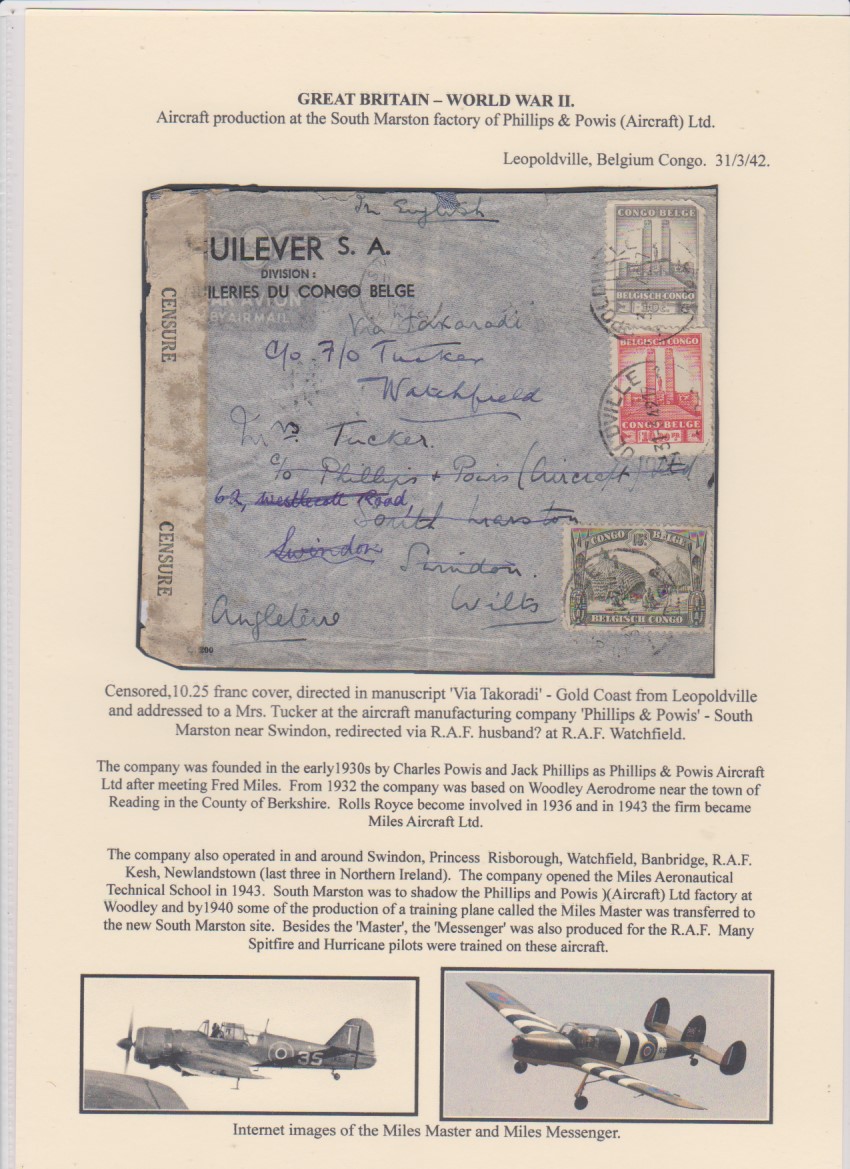 GREAT BRITAIN – WORLD WAR II.
Aircraft production at the South Marston factory of Phillips & Powis (Aircraft) Ltd.
Leopoldville, Belgium Congo. 31/3/42.
In English
UILEVER S. A.
DIVISION :
ILERIES DU CONGO BELGE
PAR AVION
BY AIR MAIL
CENSURE
CENSURE
Via Takoradi
C/o F/O Tucker
Watchfield
Mrs. Tucker.
c/o Phillips + Powis (Aircraft) Ltd
62, Westlecott Road,
South Marston
Swindon
Swindon.
Wilts
Angleterre
200
CONGO BELGE
BELGISCH-CONGO
BELGISCH-CONGO
CONGO-BELGE
CONGO BELGE
15c
BELGISCH CONGO
Censored,10.25 franc cover, directed in manuscript 'Via Takoradi' - Gold Coast from Leopoldville
and addressed to a Mrs. Tucker at the aircraft manufacturing company 'Phillips & Powis' - South
Marston near Swindon, redirected via R.A.F. husband? at R.A.F. Watchfield.
The company was founded in the early1930s by Charles Powis and Jack Phillips as Phillips & Powis Aircraft
Ltd after meeting Fred Miles. From 1932 the company was based on Woodley Aerodrome near the town of
Reading in the County of Berkshire. Rolls Royce become involved in 1936 and in 1943 the firm became
Miles Aircraft Ltd.
The company also operated in and around Swindon, Princess Risborough, Watchfield, Banbridge, R.A.F.
Kesh, Newlandstown (last three in Northern Ireland). The company opened the Miles Aeronautical
Technical School in 1943. South Marston was to shadow the Phillips and Powis )(Aircraft) Ltd factory at
Woodley and by1940 some of the production of a training plane called the Miles Master was transferred to
the new South Marston site. Besides the 'Master', the 'Messenger' was also produced for the R.A.F. Many
Spitfire and Hurricane pilots were trained on these aircraft.
35
Internet images of the Miles Master and Miles Messenger.